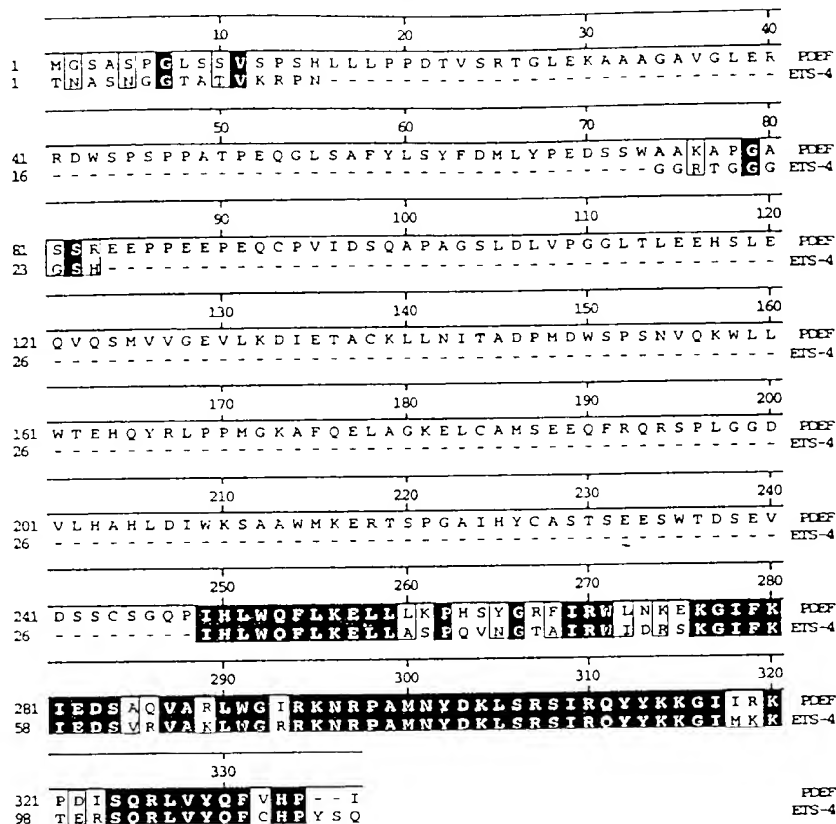 10 20 30 40
1 M G S A S P G L S S V S P S H L L L P P D T V S R T G L E K A A A G A V G L E R PDEF
1 T N A S N G G T A T V K R P N - - - - - - - - - - - - - - - - - - - - - - - - - ETS-4
50 60 70 80
41 R D W S P S P P A T P E Q G L S A F Y L S Y F D M L Y P E D S S W A A K A P G A PDEF
16 - - - - - - - - - - - - - - - - - - - - - - - - - - - - - - - - - G G R T G G G ETS-4
90 100 110 120
81 S S R E E P P E E P E Q C P V I D S Q A P A G S L D L V P G G L T L E E H S L E PDEF
23 G S H - - - - - - - - - - - - - - - - - - - - - - - - - - - - - - - - - - - - - ETS-4
130 140 150 160
121 Q V Q S M V V G E V L K D I E T A C K L L N I T A D P M D W S P S N V Q K W L L PDEF
26 - - - - - - - - - - - - - - - - - - - - - - - - - - - - - - - - - - - - - - - - ETS-4
170 180 190 200
161 W T E H Q Y R L P P M G K A F Q E L A G K E L C A M S E E Q F R Q R S P L G G D PDEF
26 - - - - - - - - - - - - - - - - - - - - - - - - - - - - - - - - - - - - - - - - ETS-4
210 220 230 240
201 V L H A H L D I W K S A A W M K E R T S P G A I H Y C A S T S E E S W T D S E V PDEF
26 - - - - - - - - - - - - - - - - - - - - - - - - - - - - - - - - - - - - - - - - ETS-4
250 260 270 280
241 D S S C S G Q P I H L W Q F L K E L L L K P H S Y G R F I R W L N K E K G I F K PDEF
26 - - - - - - - - I H L W Q F L K E L L A S P Q V N G T A I R W I D R S K G I F K ETS-4
290 300 310 320
281 I E D S A Q V A R L W G I R K N R P A M N Y D K L S R S I R Q Y Y K K G I I R K PDEF
58 I E D S V R V A K L W G R R K N R P A M N Y D K L S R S I R Q Y Y K K G I M K K ETS-4
330
321 P D I S Q R L V Y Q F V H P - - I PDEF
98 T E R S Q R L V Y Q F C H P Y S Q ETS-4